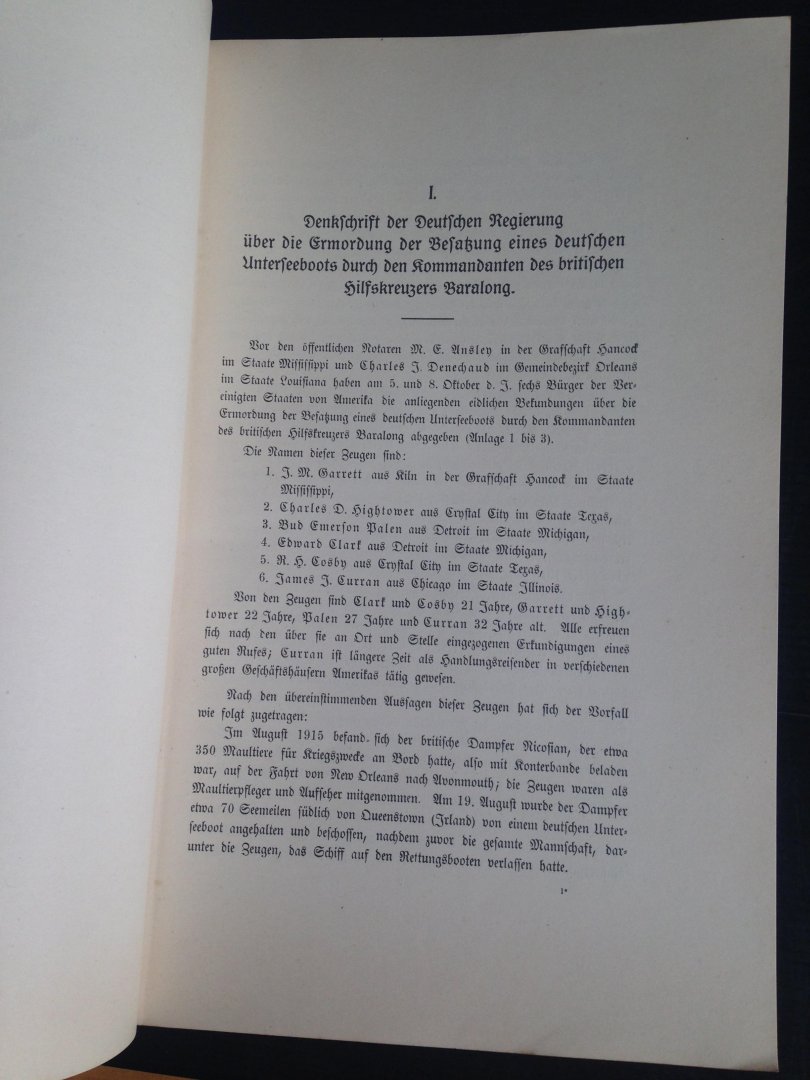 I.
Denkschrift der Deutschen Regierung
über die Ermordung der Besatzung eines deutschen
Unterseeboots durch den Kommandanten des britischen
Hilfskreuzers Baralong.
Vor den öffentlichen Notaren M. E. Ansley in der Grafschaft Hancock
im Staate Mississippi und Charles J. Denechaud im Gemeindebezirk Orleans
im Staate Louisiana haben am 5. und 8. Oktober d. J. sechs Bürger der Ver-
einigten Staaten von Amerika die anliegenden eidlichen Bekundungen über die
Ermordung der Besatzung eines deutschen Unterseeboots durch den Kommandanten
des britischen Hilfskreuzers Baralong abgegeben (Anlage 1 bis 3).
Die Namen dieser Zeugen sind:
1. J. M. Garrett aus Kiln in der Grafschaft Hancock im Staate
Mississippi,
2. Charles D. Hightower aus Crystal City im Staate Texas,
3. Bud Emerson Palen aus Detroit im Staate Michigan,
4. Edward Clark aus Detroit im Staate Michigan,
5. R. H. Cosby aus Crystal City im Staate Texas,
6. James J. Curran aus Chicago im Staate Illinois.
Von den Zeugen sind Clark und Cosby 21 Jahre, Garrett und High-
tower 22 Jahre, Palen 27 Jahre und Curran 32 Jahre alt. Alle erfreuen
sich nach den über sie an Ort und Stelle eingezogenen Erkundigungen eines
guten Rufes; Curran ist längere Zeit als Handlungsreisender in verschiedenen
großen Geschäftshäusern Amerikas tätig gewesen.
Nach den übereinstimmenden Aussagen dieser Zeugen hat sich der Vorfall
wie folgt zugetragen:
Im August 1915 befand sich der britische Dampfer Nicosian, der etwa
350 Maultiere für Kriegszwecke an Bord hatte, also mit Konterbande beladen
war, auf der Fahrt von New Orleans nach Avonmouth; die Zeugen waren als
Maultierpfleger und Aufseher mitgenommen. Am 19. August wurde der Dampfer
etwa 70 Seemeilen südlich von Queenstown (Irland) von einem deutschen Unter-
seeboot angehalten und beschossen, nachdem zuvor die gesamte Mannschaft, dar-
unter die Zeugen, das Schiff auf den Rettungsbooten verlassen hatte.
1*